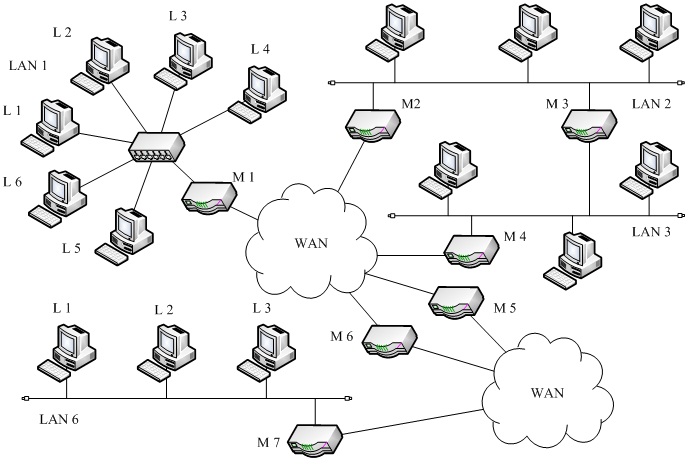 L 3
L 2
L 4
LAN 1
M2
M 3
LAN 2
L 1
M 1
L 6
LAN 3
M 4
L 5
WAN
M 5
L 1
L 2
L 3
M 6
WAN
LAN 6
M 7